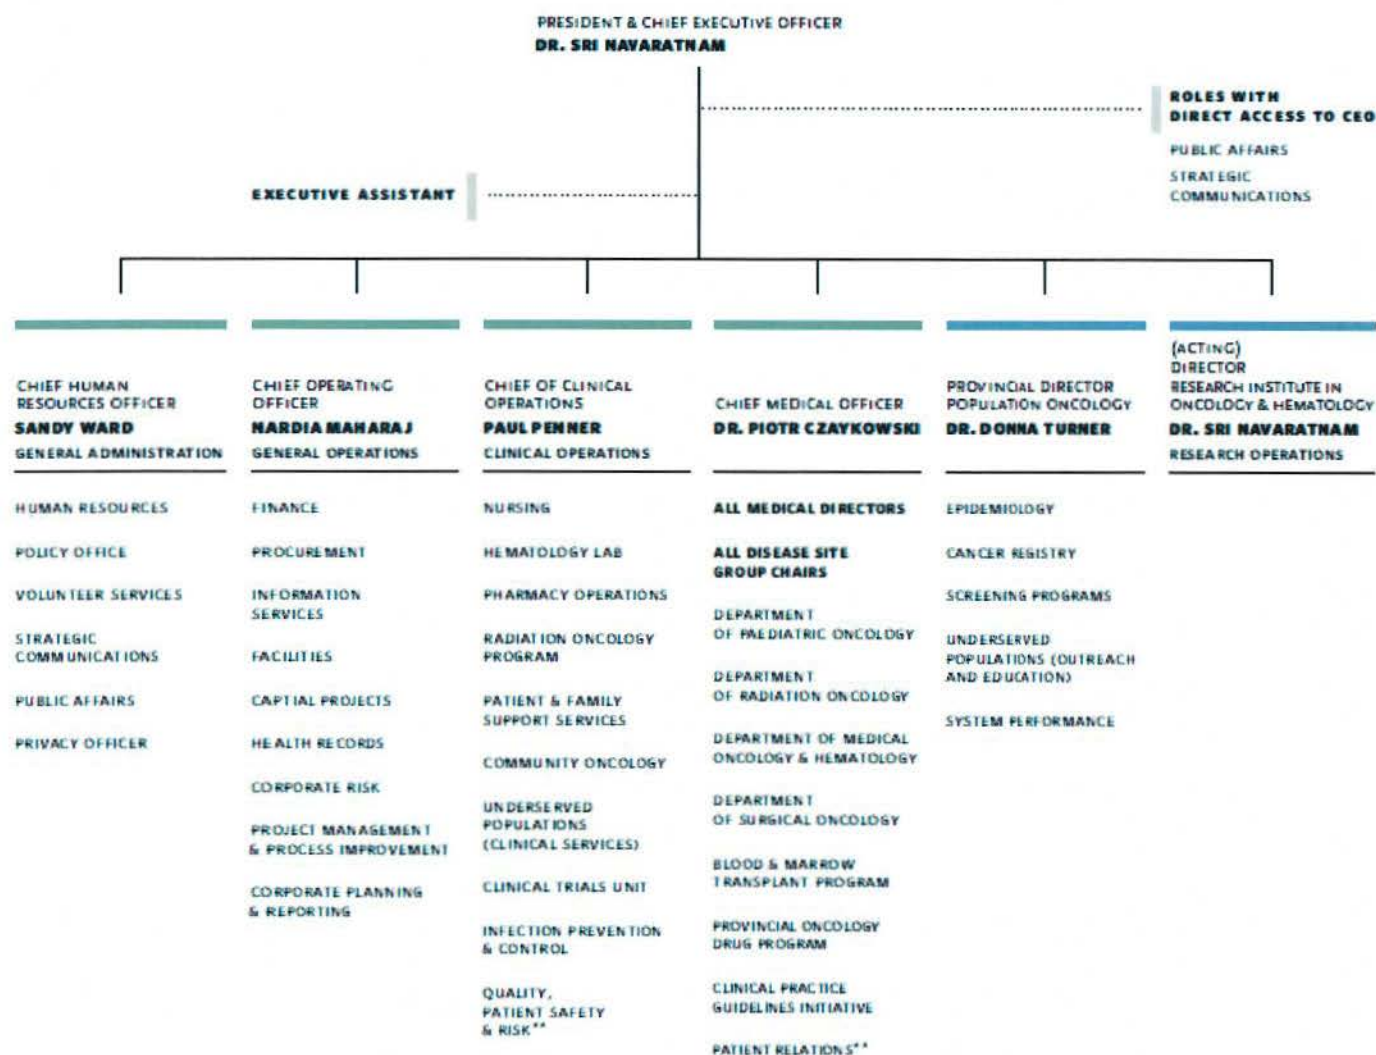 PRESIDENT & CHIEF EXECUTIVE OFFICER
DR. SRI NAVARATNAM
ROLES WITH
DIRECT ACCESS TO CEO
PUBLIC AFFAIRS
STRATEGIC
COMMUNICATIONS
EXECUTIVE ASSISTANT
CHIEF HUMAN
RESOURCES OFFICER
SANDY WARD
GENERAL ADMINISTRATION
HUMAN RESOURCES
POLICY OFFICE
VOLUNTEER SERVICES
STRATEGIC
COMMUNICATIONS
PUBLIC AFFAIRS
PRIVACY OFFICER
CHIEF OPERATING
OFFICER
NARDIA MAHARAJ
GENERAL OPERATIONS
FINANCE
PROCUREMENT
INFORMATION
SERVICES
FACILITIES
CAPTIAL PROJECTS
HEALTH RECORDS
CORPORATE RISK
PROJECT MANAGEMENT
& PROCESS IMPROVEMENT
CORPORATE PLANNING
& REPORTING
CHIEF OF CLINICAL
OPERATIONS
PAUL PENNER
CLINICAL OPERATIONS
NURSING
HEMATOLOGY LAB
PHARMACY OPERATIONS
RADIATION ONCOLOGY
PROGRAM
PATIENT & FAMILY
SUPPORT SERVICES
COMMUNITY ONCOLOGY
UNDERSERVED
POPULATIONS
(CLINICAL SERVICES)
CLINICAL TRIALS UNIT
INFECTION PREVENTION
& CONTROL
QUALITY,
PATIENT SAFETY
& RISK**
CHIEF MEDICAL OFFICER
DR. PIOTR CZAYKOWSKI
ALL MEDICAL DIRECTORS
ALL DISEASE SITE
GROUP CHAIRS
DEPARTMENT
OF PAEDIATRIC ONCOLOGY
DEPARTMENT
OF RADIATION ONCOLOGY
DEPARTMENT OF MEDICAL
ONCOLOGY & HEMATOLOGY
DEPARTMENT
OF SURGICAL ONCOLOGY
BLOOD & MARROW
TRANSPLANT PROGRAM
PROVINCIAL ONCOLOGY
DRUG PROGRAM
CLINICAL PRACTICE
GUIDELINES INITIATIVE
PATIENT RELATIONS**
PROVINCIAL DIRECTOR
POPULATION ONCOLOGY
DR. DONNA TURNER
EPIDEMIOLOGY
CANCER REGISTRY
SCREENING PROGRAMS
UNDERSERVED
POPULATIONS (OUTREACH
AND EDUCATION)
SYSTEM PERFORMANCE
(ACTING)
DIRECTOR
RESEARCH INSTITUTE IN
ONCOLOGY & HEMATOLOGY
DR. SRI NAVARATNAM
RESEARCH OPERATIONS